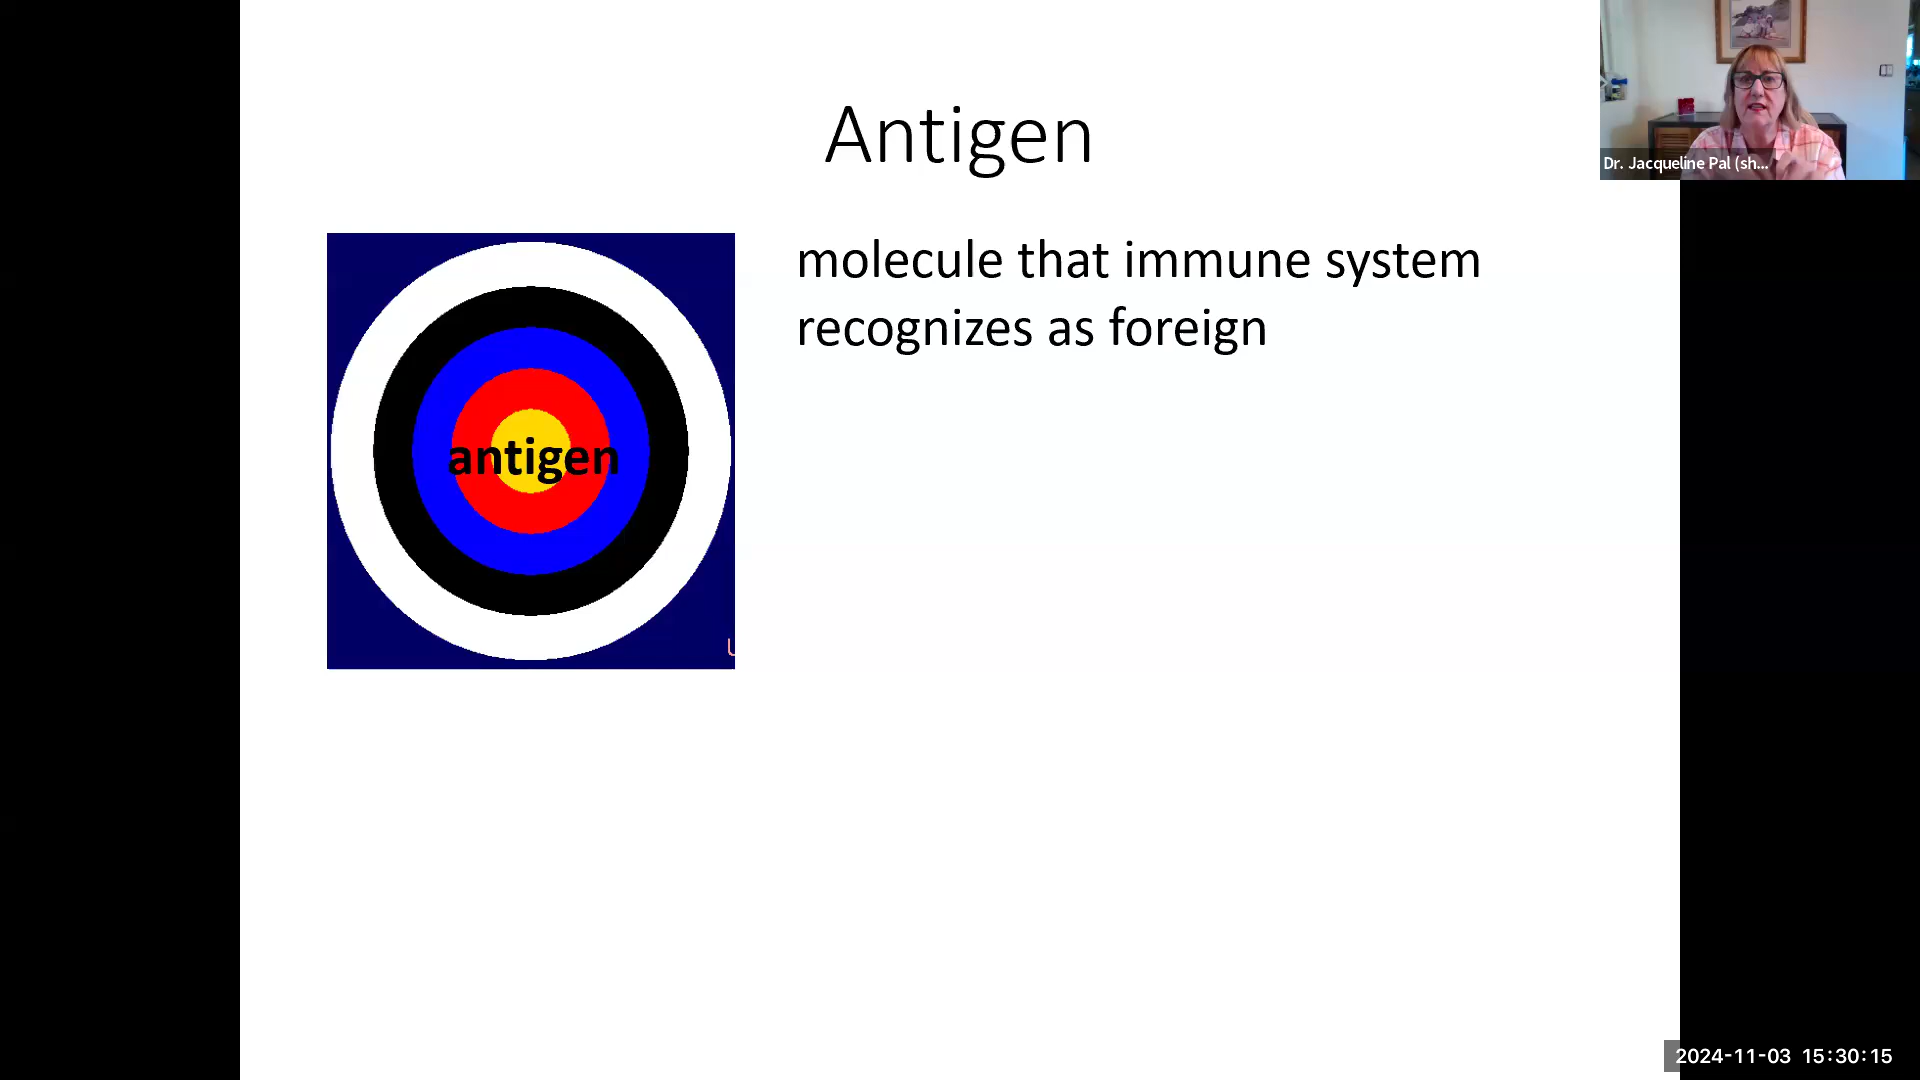 Antigen
molecule that immune system
recognizes as foreign
antigen
Dr. Jacqueline Pal (sh...
2024-11-03 15:30:15